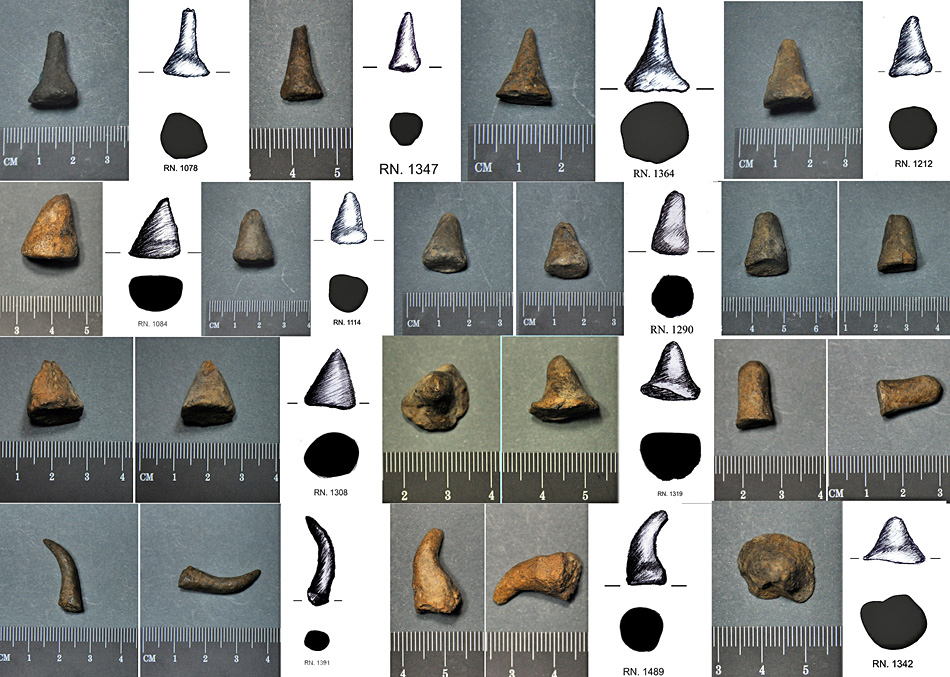 CM 1 2 3
RN. 1078
3 4 5
RN. 1347
CM 1 2
RN. 1364
CM 1 2 3
RN. 1212
3 4 5
RN. 1084
CM 1 2 3 4
RN. 1114
CM 1 2 3 4
CM 1 2 3 4
RN. 1290
4 5 6
1 2 3 4
1 2 3 4
CM 1 2 3 4
RN. 1308
2 3 4
4 5
RN. 1319
2 3 4
CM 1 2 3
CM 1 2 3 4
CM 1 2 3 4
RN. 1391
4 5
3 4
RN. 1489
3 4 5
RN. 1342